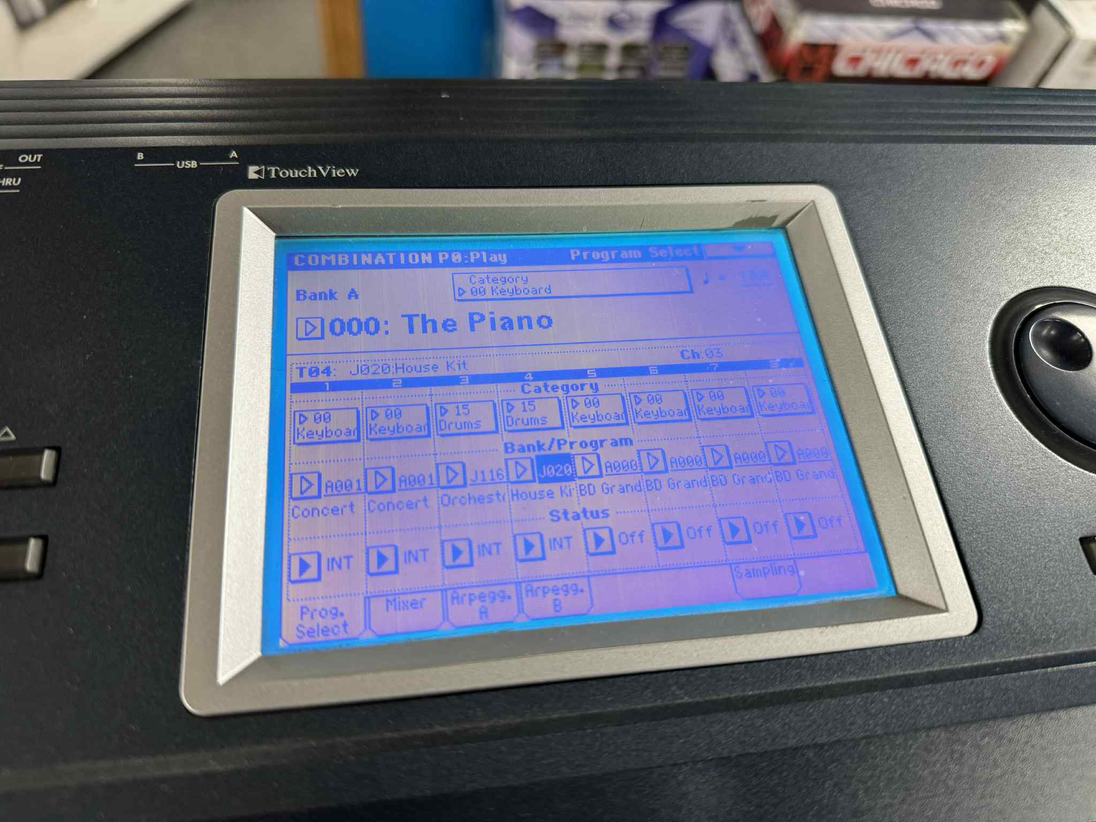 CHICAGO
OUT
THRU
B USB A
TouchView
COMBINATION P0:Play Program Select
Category
Bank A 00 Keyboard
000: The Piano
T04: J020:House Kit Ch:03
1 2 3 4 5 6 7
Category
00 00 15 15 00 00 00 00
Keyboar Keyboar Drums Drums Keyboar Keyboar Keyboar Keyboar
Bank/Program
A001 A001 J116 J020 A000 A000 A000 A000
Concert Concert Orchest House Ki BD Grand BD Grand BD Grand BD Grand
Status
INT INT INT INT Off Off Off Off
Prog. Select Mixer Arpegg. A Arpegg. B Sampling